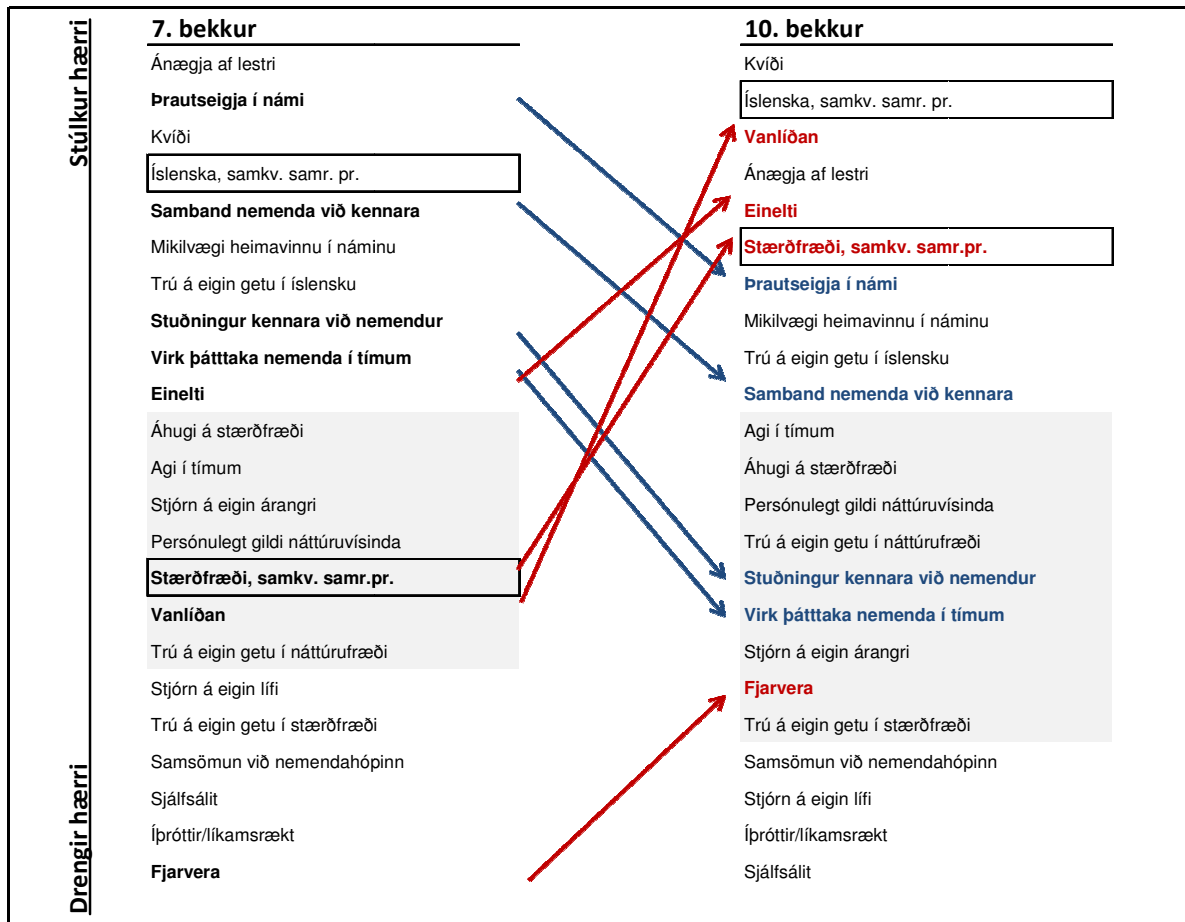 Stúlkur hærri
Drengir hærri
7. bekkur
Ánægja af lestri
Þrautseigja í námi
Kvíði
Íslenska, samkv. samr. pr.
Samband nemenda við kennara
Mikilvægi heimavinnu í náminu
Trú á eigin getu í íslensku
Stuðningur kennara við nemendur
Virk þátttaka nemenda í tímum
Einelti
Áhugi á stærðfræði
Agi í tímum
Stjórn á eigin árangri
Persónulegt gildi náttúruvísinda
Stærðfræði, samkv. samr.pr.
Vanlíðan
Trú á eigin getu í náttúrufræði
Stjórn á eigin lífi
Trú á eigin getu í stærðfræði
Samsömun við nemendahópinn
Sjálfsálit
Íþróttir/líkamsrækt
Fjarvera
10. bekkur
Kvíði
Íslenska, samkv. samr. pr.
Vanlíðan
Ánægja af lestri
Einelti
Stærðfræði, samkv. samr.pr.
Þrautseigja í námi
Mikilvægi heimavinnu í náminu
Trú á eigin getu í íslensku
Samband nemenda við kennara
Agi í tímum
Áhugi á stærðfræði
Persónulegt gildi náttúruvísinda
Trú á eigin getu í náttúrufræði
Stuðningur kennara við nemendur
Virk þátttaka nemenda í tímum
Stjórn á eigin árangri
Fjarvera
Trú á eigin getu í stærðfræði
Samsömun við nemendahópinn
Stjórn á eigin lífi
Íþróttir/líkamsrækt
Sjálfsálit